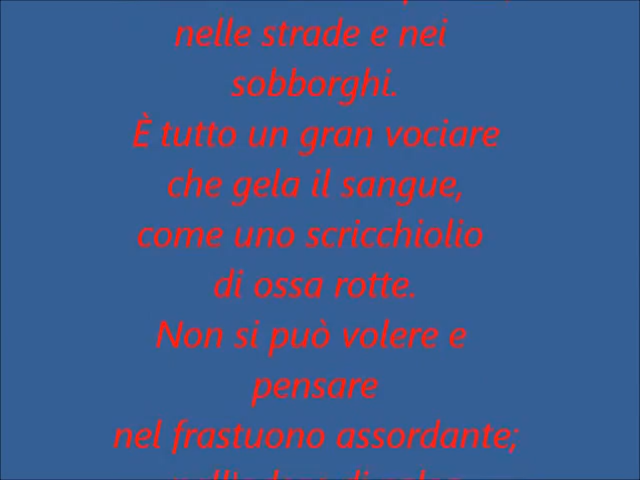 nelle strade e nei
sobborghi.
È tutto un gran vociare
che gela il sangue,
come uno scricchiolio
di ossa rotte.
Non si può volere e
pensare
nel frastuono assordante;